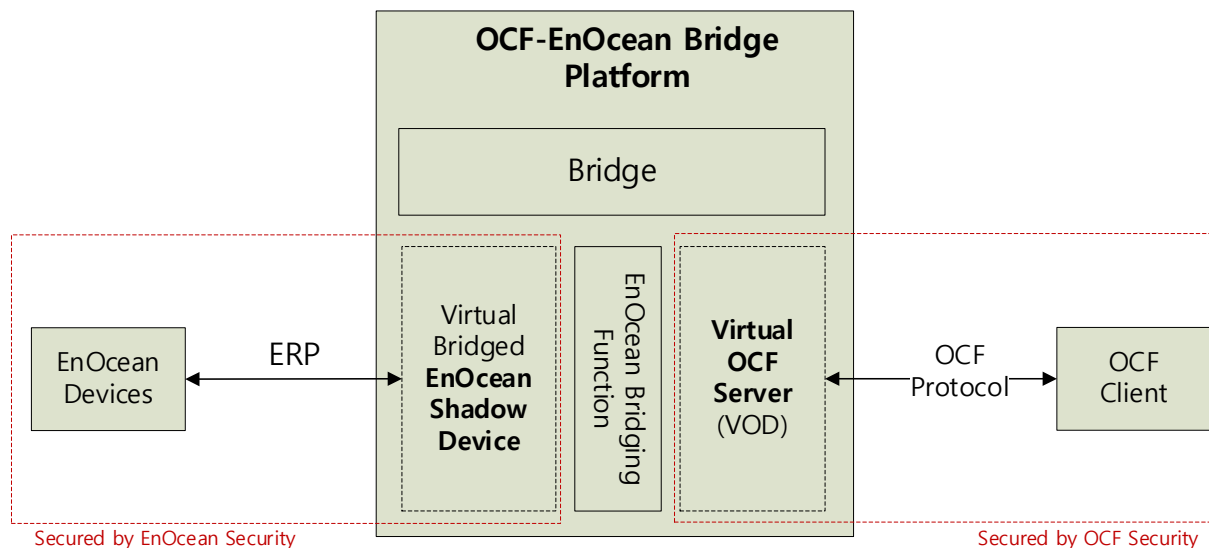 OCF-EnOcean Bridge
Platform
Bridge
EnOcean
Devices
ERP
Virtual
Bridged
EnOcean
Shadow
Device
EnOcean Bridging
Function
Virtual
OCF
Server
(VOD)
OCF
Protocol
OCF
Client
Secured by EnOcean Security
Secured by OCF Security